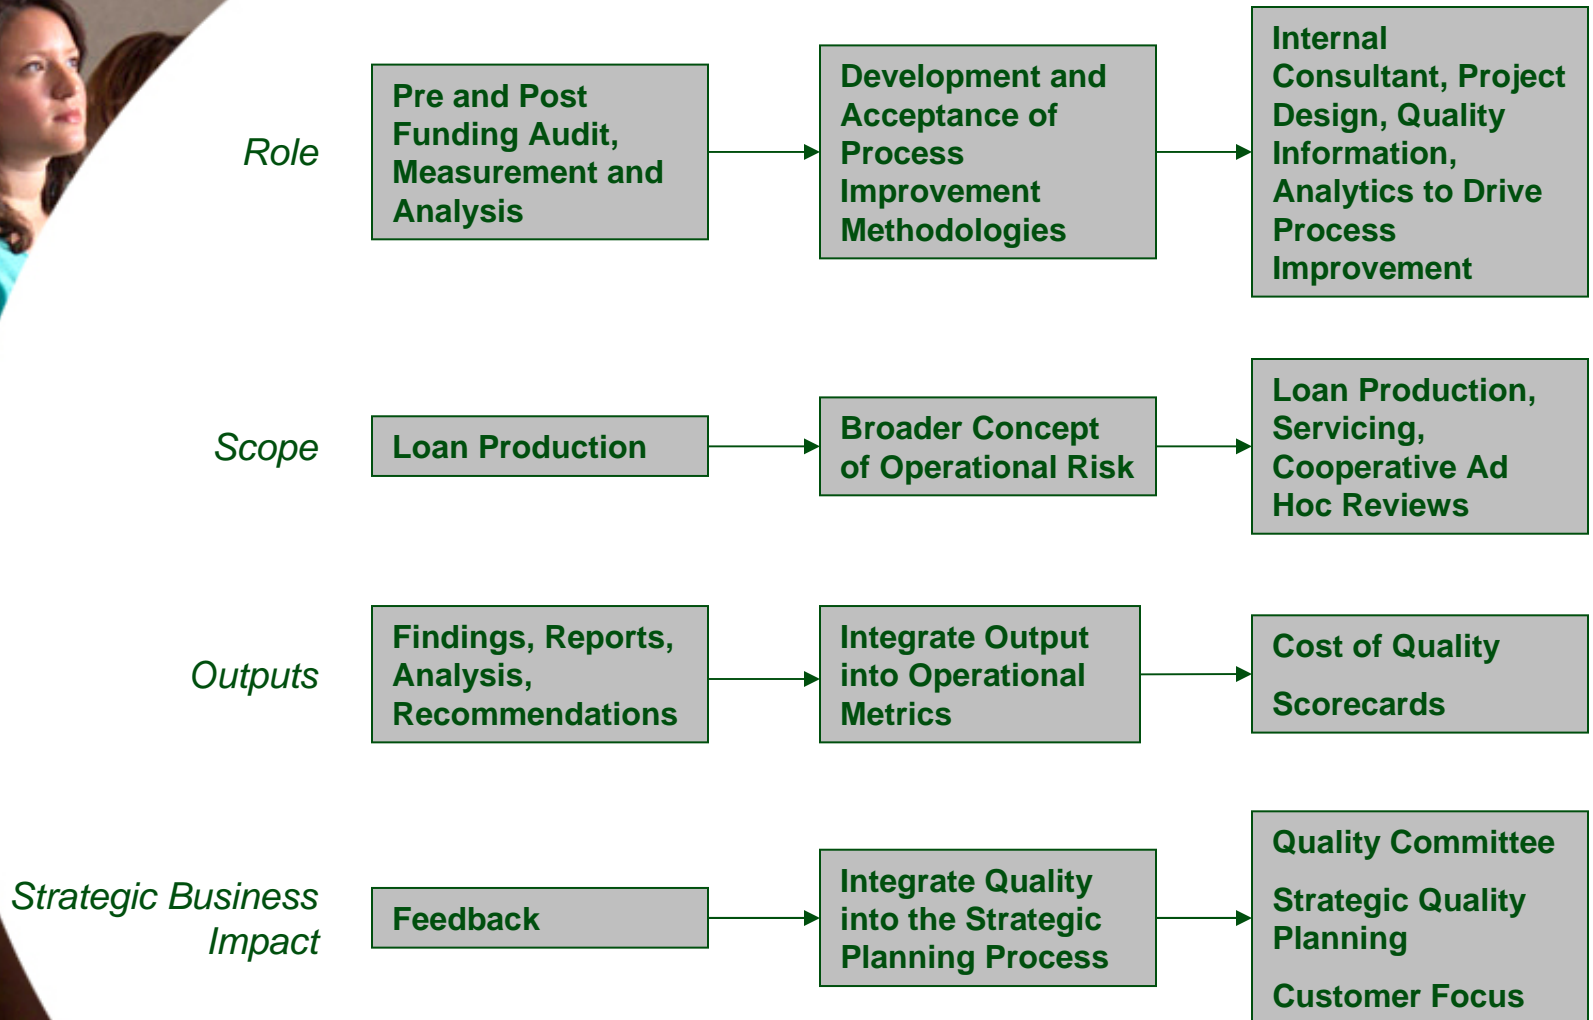 Role
Pre and Post
Funding Audit,
Measurement and
Analysis
Development and
Acceptance of
Process
Improvement
Methodologies
Internal
Consultant, Project
Design, Quality
Information,
Analytics to Drive
Process
Improvement
Scope
Loan Production
Broader Concept
of Operational Risk
Loan Production,
Servicing,
Cooperative Ad
Hoc Reviews
Outputs
Findings, Reports,
Analysis,
Recommendations
Integrate Output
into Operational
Metrics
Cost of Quality
Scorecards
Strategic Business
Impact
Feedback
Integrate Quality
into the Strategic
Planning Process
Quality Committee
Strategic Quality
Planning
Customer Focus